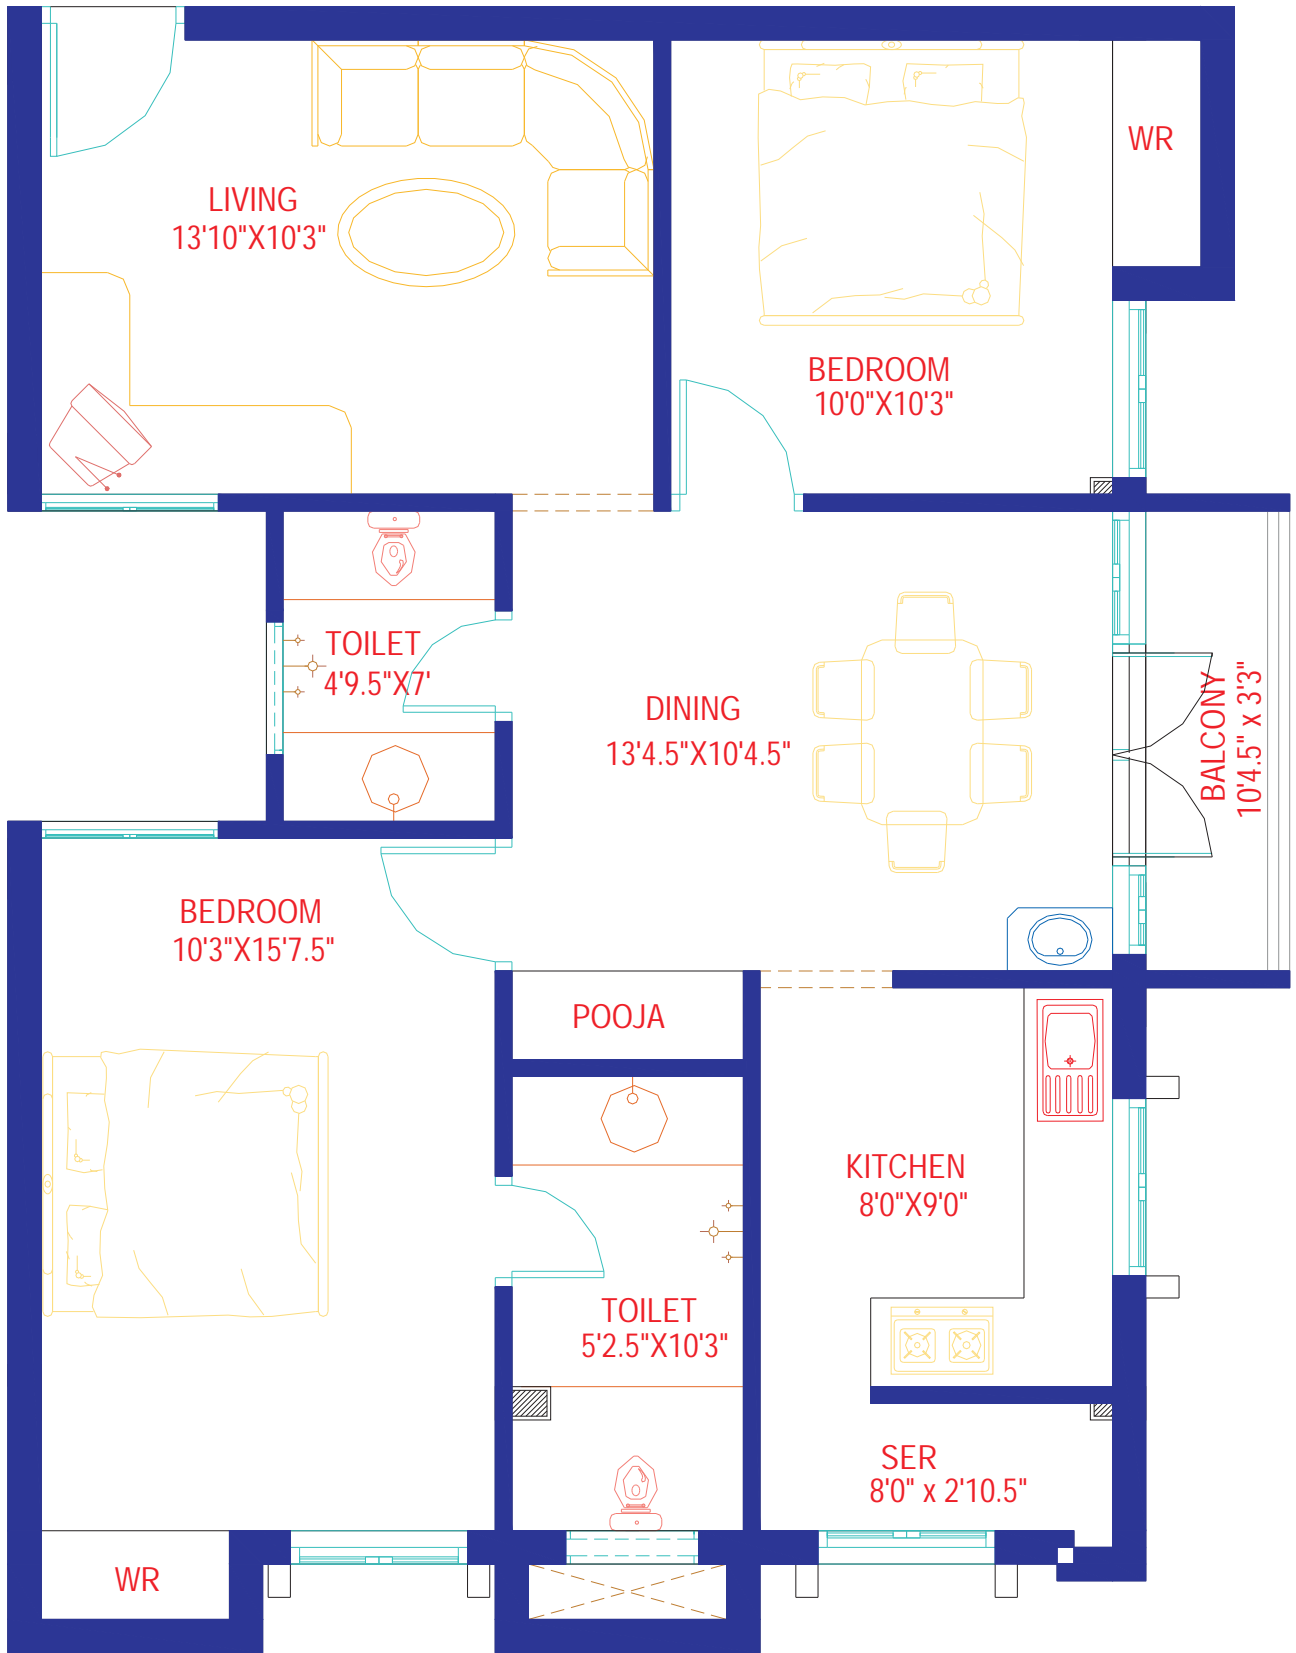 LIVING
13'10"X10'3"
WR
BEDROOM
10'0"X10'3"
TOILET
4'9.5"X7'
DINING
13'4.5"X10'4.5"
BALCONY
10'4.5" x 3'3"
BEDROOM
10'3"X15'7.5"
POOJA
KITCHEN
8'0"X9'0"
TOILET
5'2.5"X10'3"
SER
8'0" x 2'10.5"
WR